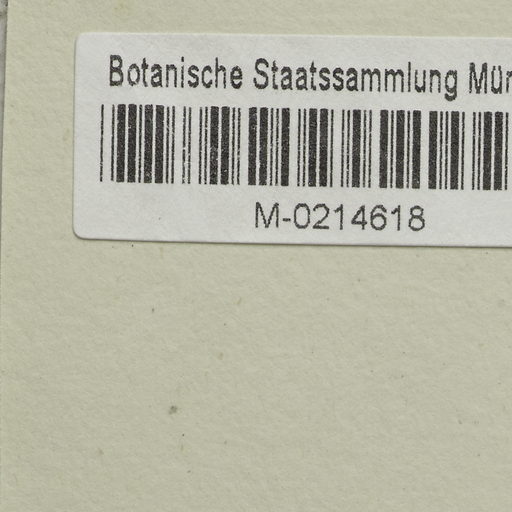 Botanische Staatssammlung Mün
M-0214618